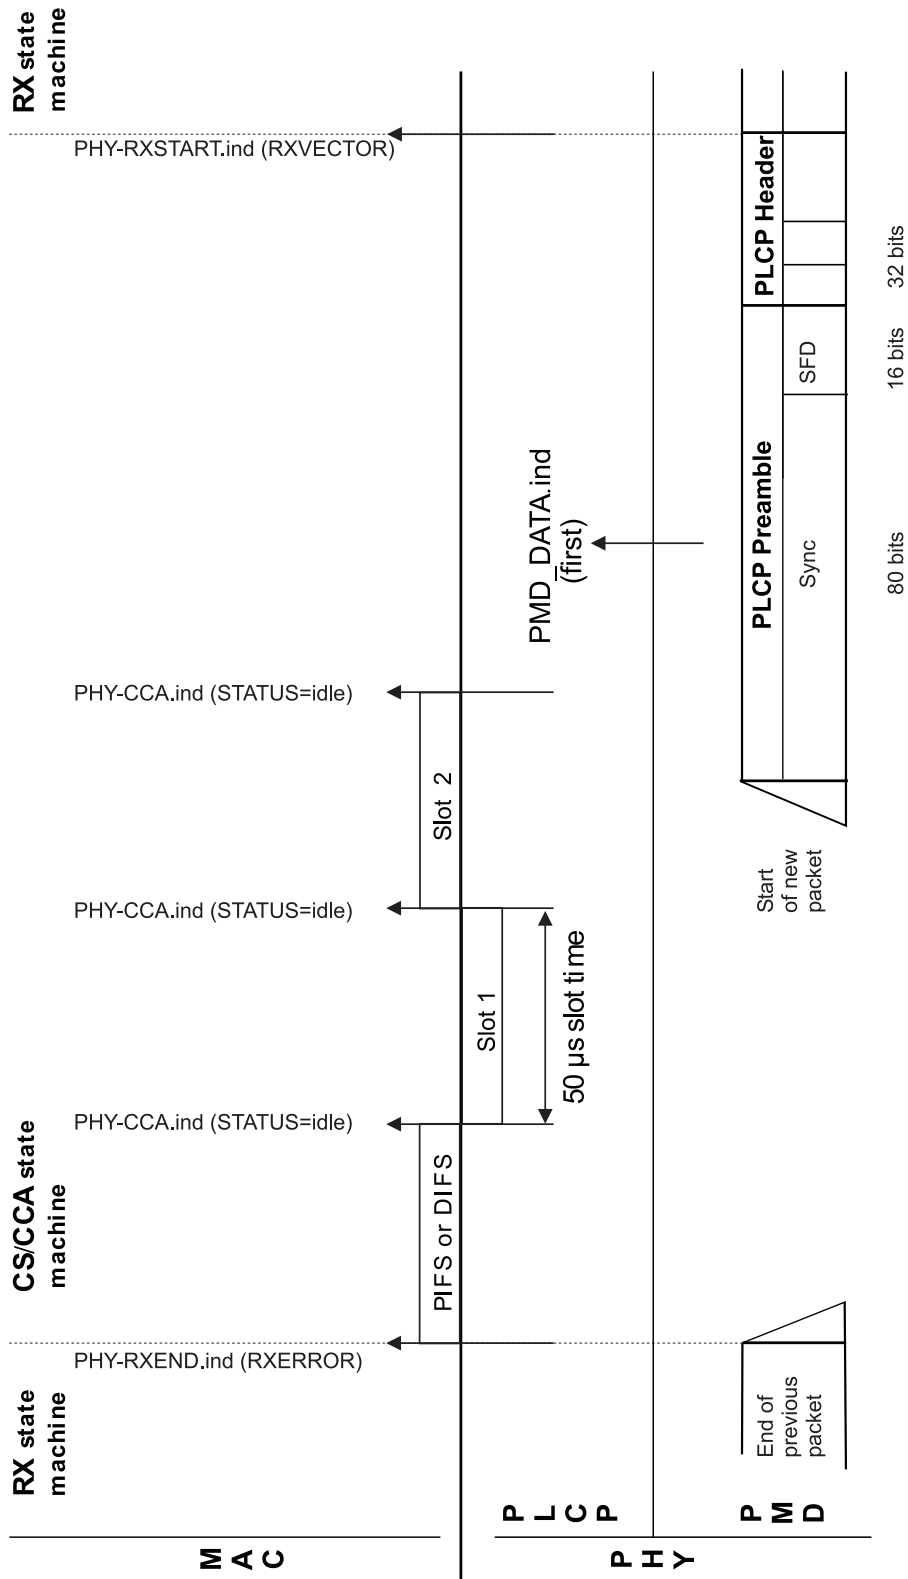 RX state
machine
PHY-RXSTART.ind (RXVECTOR)
PLCP Header
32 bits
SFD
16 bits
PMD_DATA.ind
(first)
PLCP Preamble
Sync
80 bits
PHY-CCA.ind (STATUS=idle)
Slot 2
PHY-CCA.ind (STATUS=idle)
Start
of new
packet
Slot 1
50 µs slot time
PHY-CCA.ind (STATUS=idle)
CS/CCA state
machine
PIFS or DIFS
PHY-RXEND.ind (RXERROR)
RX state
machine
End of
previous
packet
PLCP
PMD
MAC
PHY